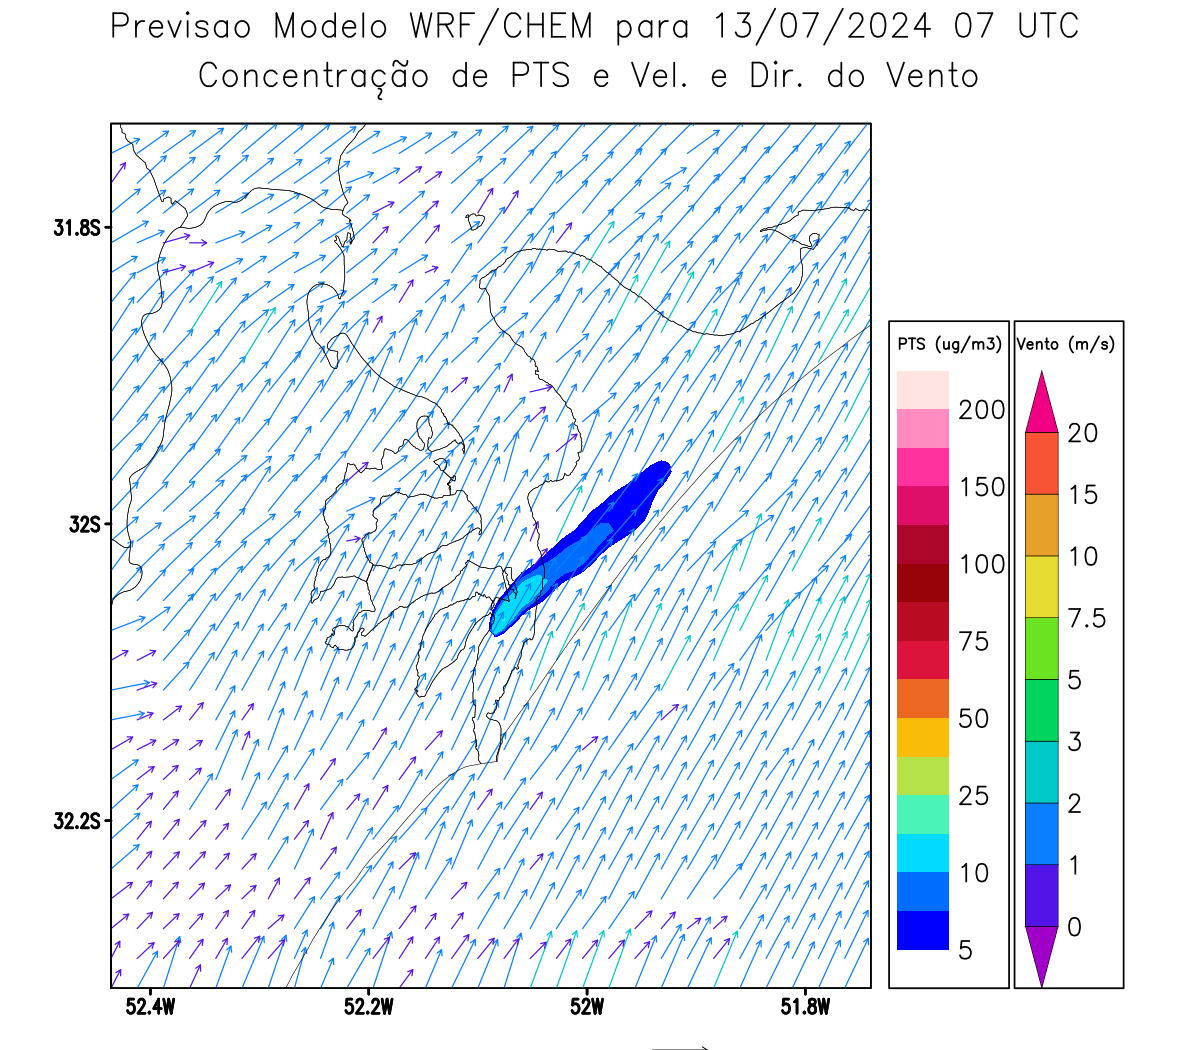 Previsao Modelo WRF/CHEM para 13/07/2024 07 UTC
Concentração de PTS e Vel. e Dir. do Vento
31.8S
32S
32.2S
52.4W 52.2W 52W 51.8W
PTS (ug/m3)
200
150
100
75
50
25
10
5
Vento (m/s)
20
15
10
7.5
5
3
2
1
0